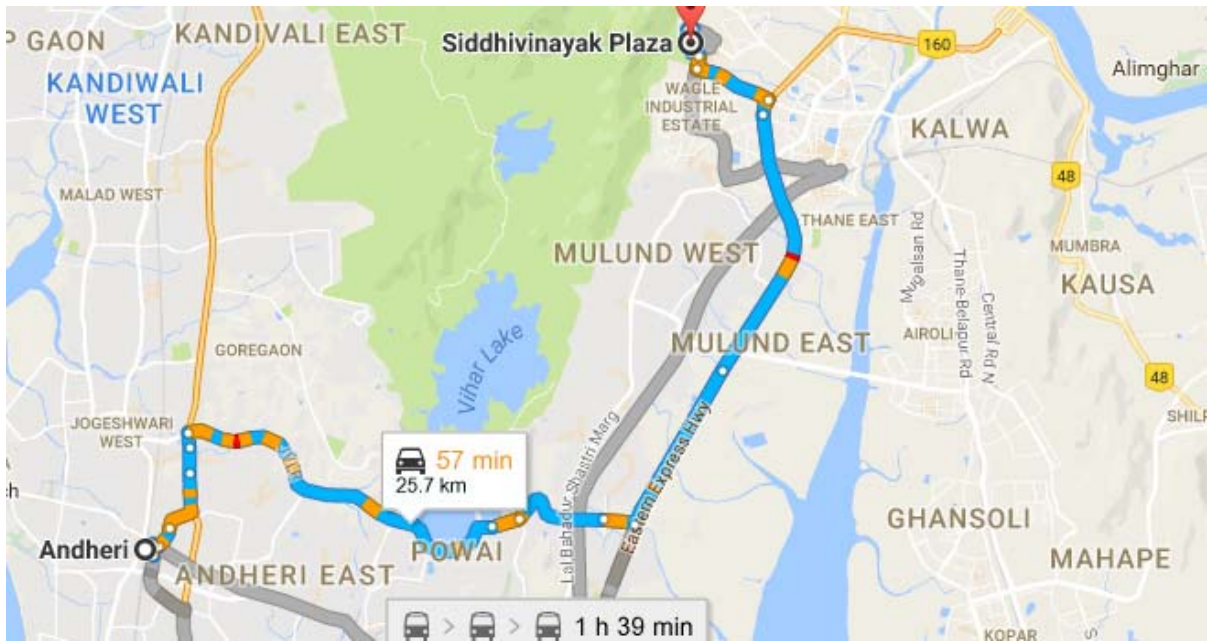 P GAON
KANDIVALI EAST
Siddhivinayak Plaza
160
KANDIWALI
WEST
Alimghar
WAGLE
INDUSTRIAL
ESTATE
KALWA
MALAD WEST
48
THANE EAST
Mugalsan Rd
Thane-Belapur Rd
Central Rd N
MULUND WEST
MUMBRA
KAUSA
GOREGAON
Vihar Lake
MULUND EAST
AIROLI
48
JOGESHWARI
WEST
SHILP
JVLR
57 min
25.7 km
Lal Bahadur Shastri Marg
Eastern Express Hwy
ch
GHANSOLI
Andheri
POWAI
MAHAPE
ANDHERI EAST
> > 1 h 39 min
KOPAR